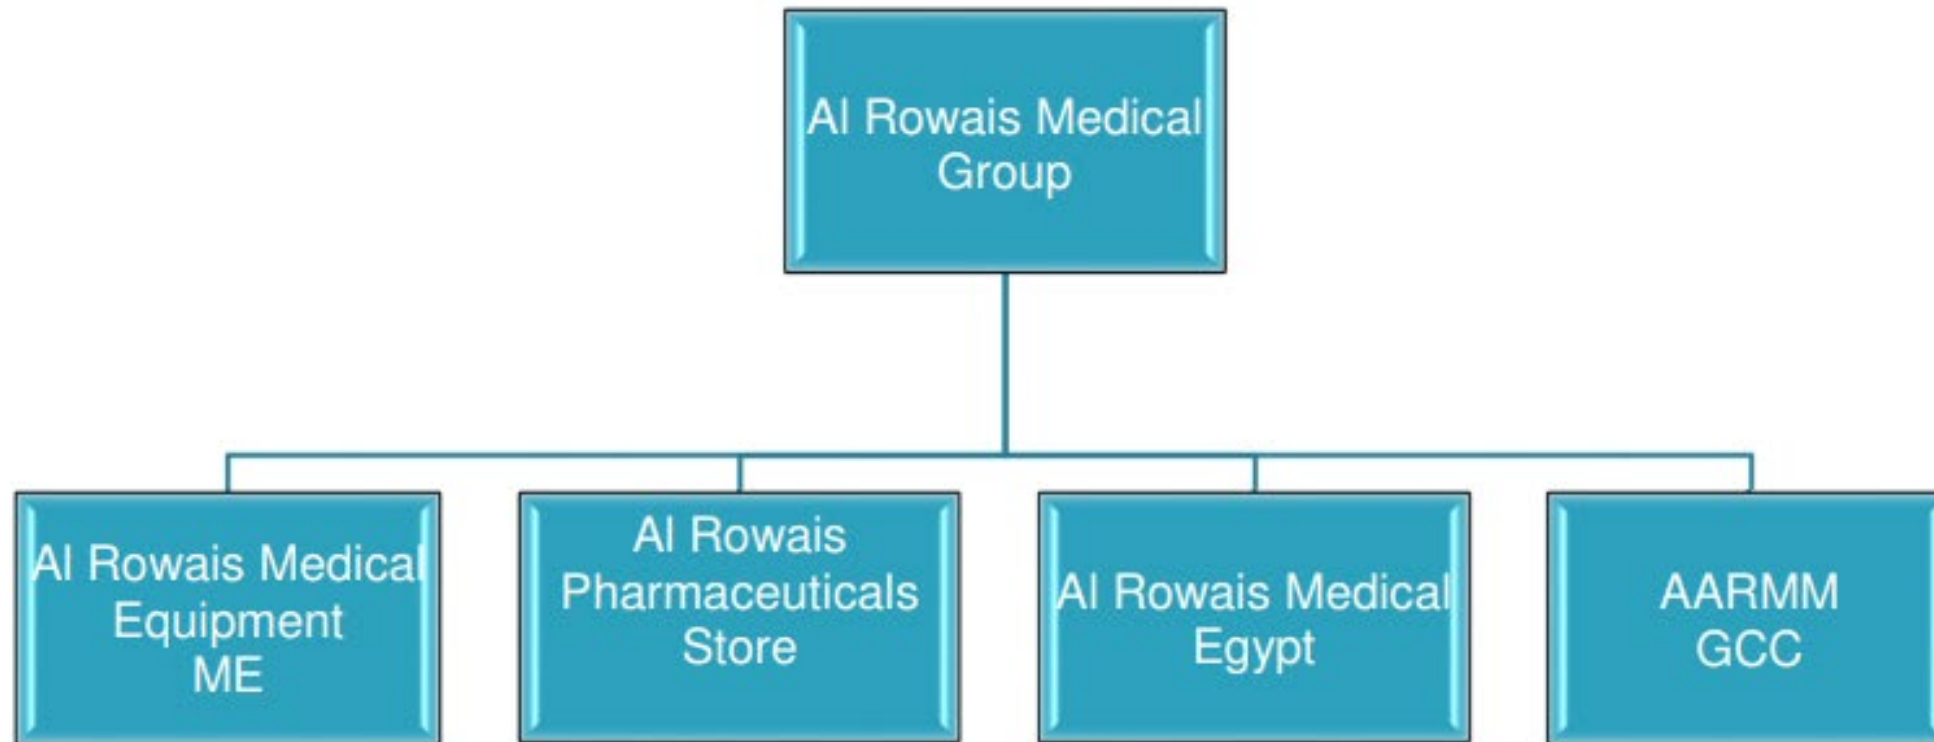 Al Rowais Medical
Group
Al Rowais Medical
Equipment
ME
Al Rowais
Pharmaceuticals
Store
Al Rowais Medical
Egypt
AARMM
GCC